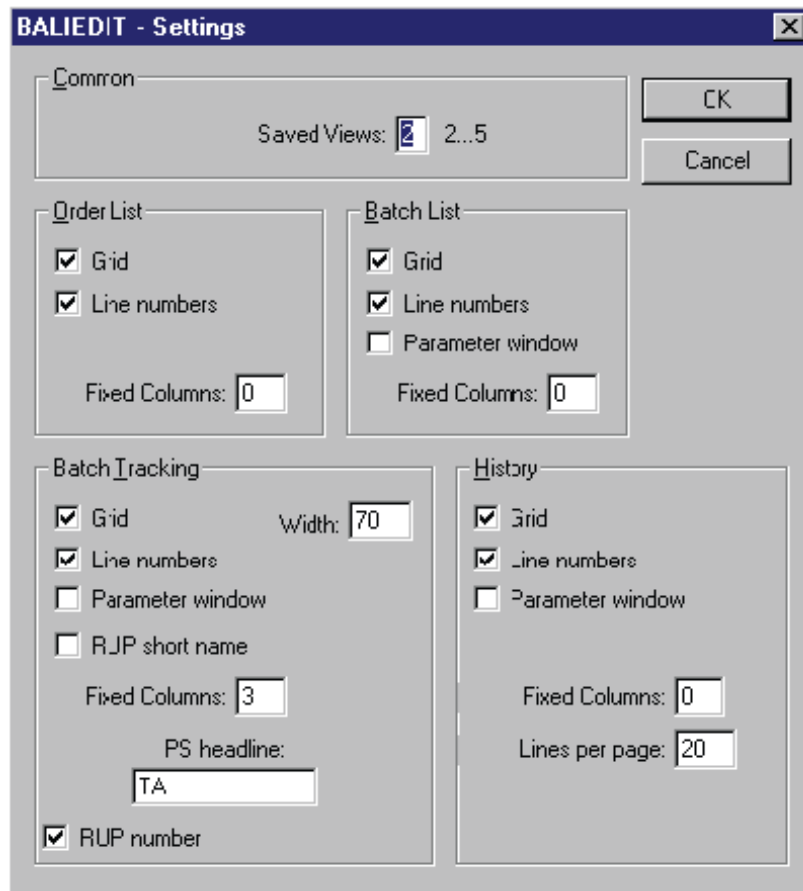 BALIEDIT - Settings
Common
Saved Views: 2 2...5
OK
Cancel
Order List
Grid
Line numbers
Fixed Columns: 0
Batch List
Grid
Line numbers
Parameter window
Fixed Columns: 0
Batch Tracking
Grid
Width: 70
Line numbers
Parameter window
RUP short name
Fixed Columns: 3
PS headline:
TA
RUP number
History
Grid
Line numbers
Parameter window
Fixed Columns: 0
Lines per page: 20